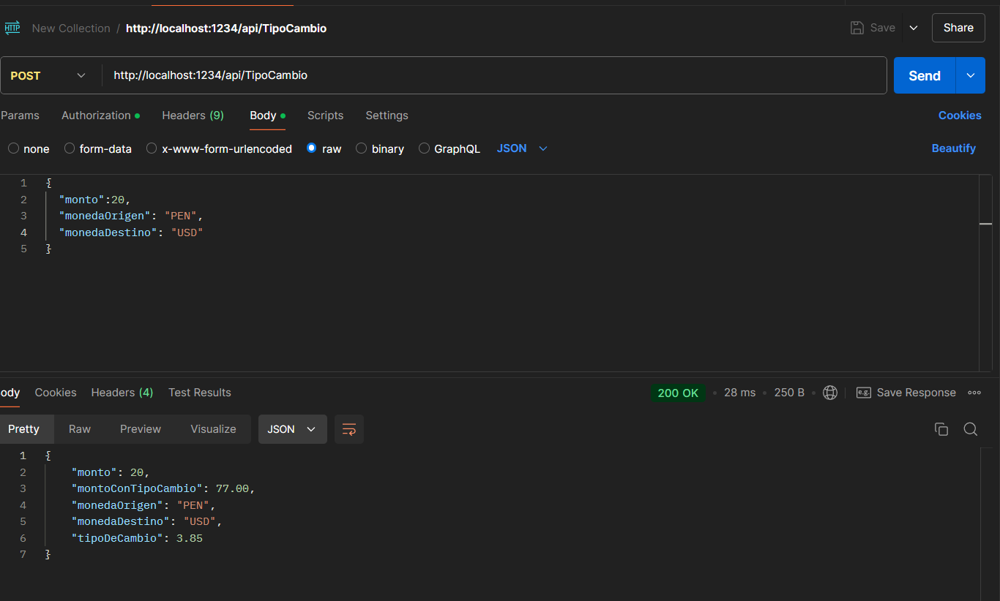 HTTP New Collection / http://localhost:1234/api/TipoCambio Save Share
POST http://localhost:1234/api/TipoCambio Send
Params Authorization Headers (9) Body Scripts Settings Cookies
none form-data x-www-form-urlencoded raw binary GraphQL JSON Beautify
1 {
2 "monto":20,
3 "monedaOrigen": "PEN",
4 "monedaDestino": "USD"
5 }
ody Cookies Headers (4) Test Results 200 OK • 28 ms • 250 B • e.g. Save Response
Pretty Raw Preview Visualize JSON
1 {
2 "monto": 20,
3 "montoConTipoCambio": 77.00,
4 "monedaOrigen": "PEN",
5 "monedaDestino": "USD",
6 "tipoDeCambio": 3.85
7 }